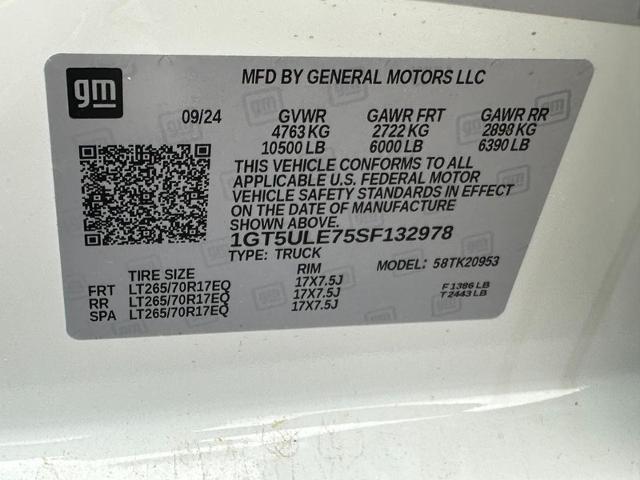 gm
MFD BY GENERAL MOTORS LLC
09/24 GVWR GAWR FRT GAWR RR
4763 KG 2722 KG 2898 KG
10500 LB 6000 LB 6390 LB
THIS VEHICLE CONFORMS TO ALL
APPLICABLE U.S. FEDERAL MOTOR
VEHICLE SAFETY STANDARDS IN EFFECT
ON THE DATE OF MANUFACTURE
SHOWN ABOVE.
1GT5ULE75SF132978
TYPE: TRUCK MODEL: 58TK20953
TIRE SIZE RIM
FRT LT265/70R17EQ 17X7.5J F 1386 LB
RR LT265/70R17EQ 17X7.5J T 2443 LB
SPA LT265/70R17EQ 17X7.5J